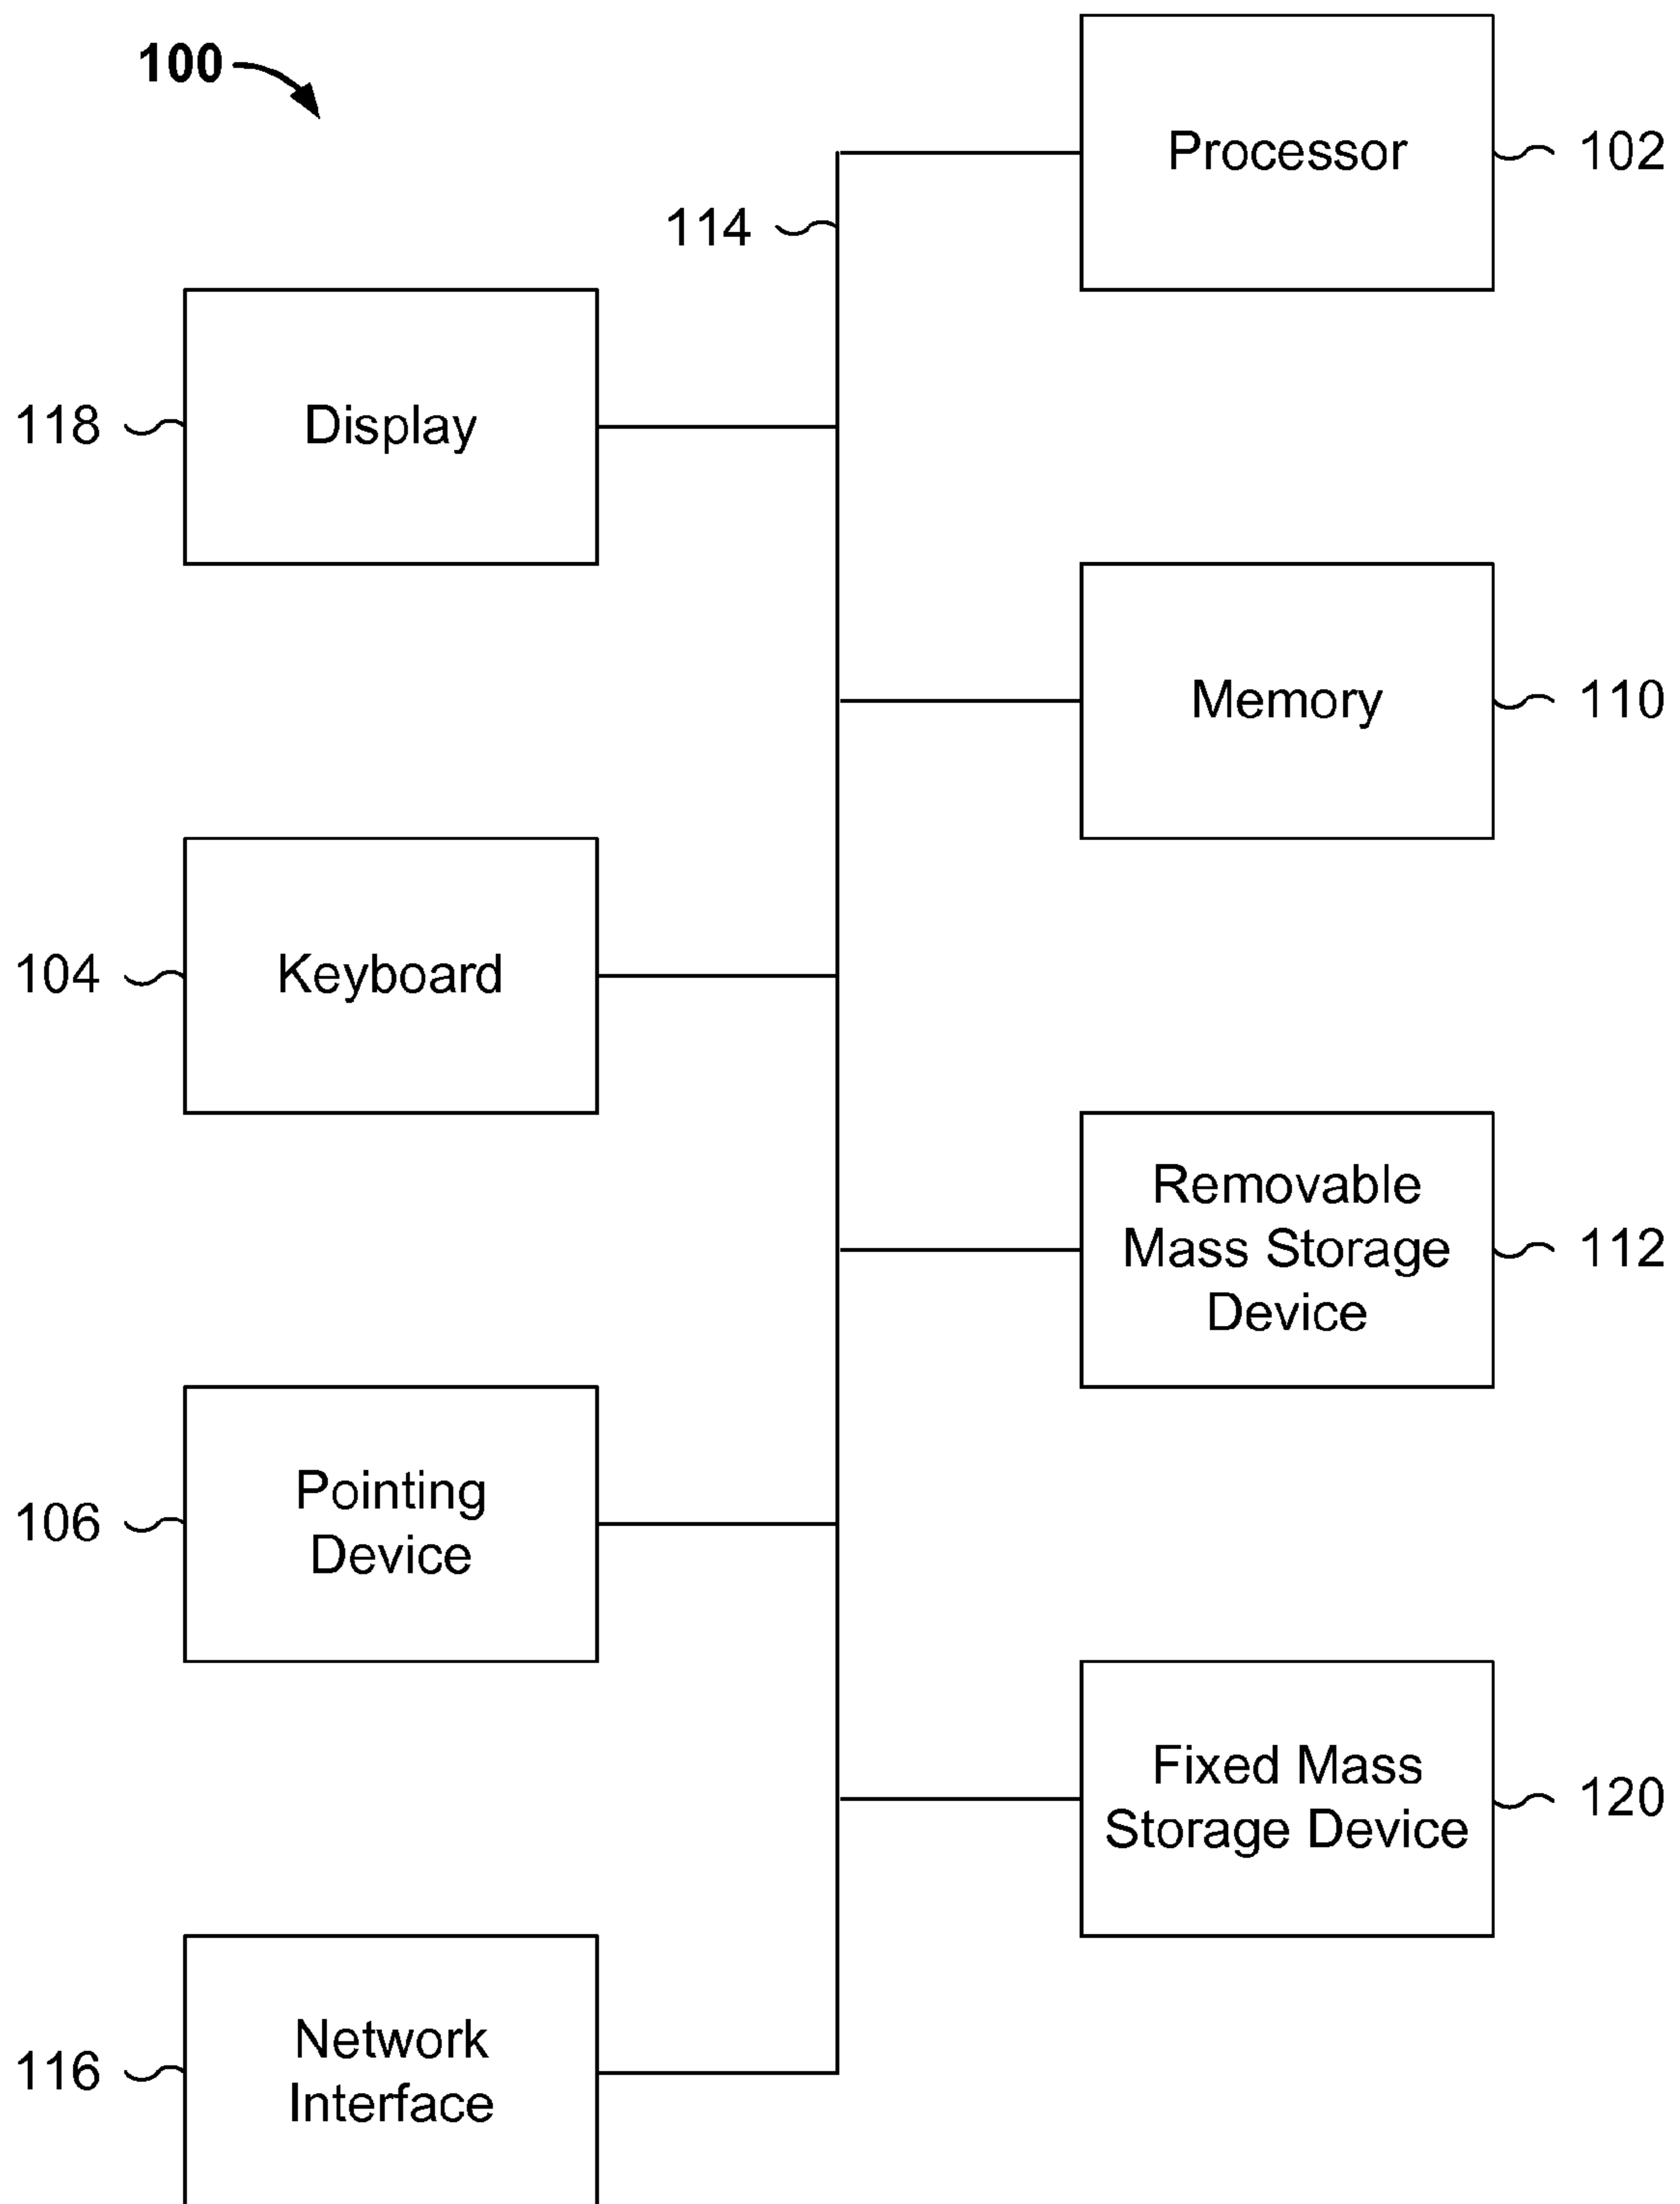 100
Processor
102
114
118
Display
Memory
110
104
Keyboard
Removable
Mass Storage
Device
112
106
Pointing
Device
Fixed Mass
Storage Device
120
116
Network
Interface